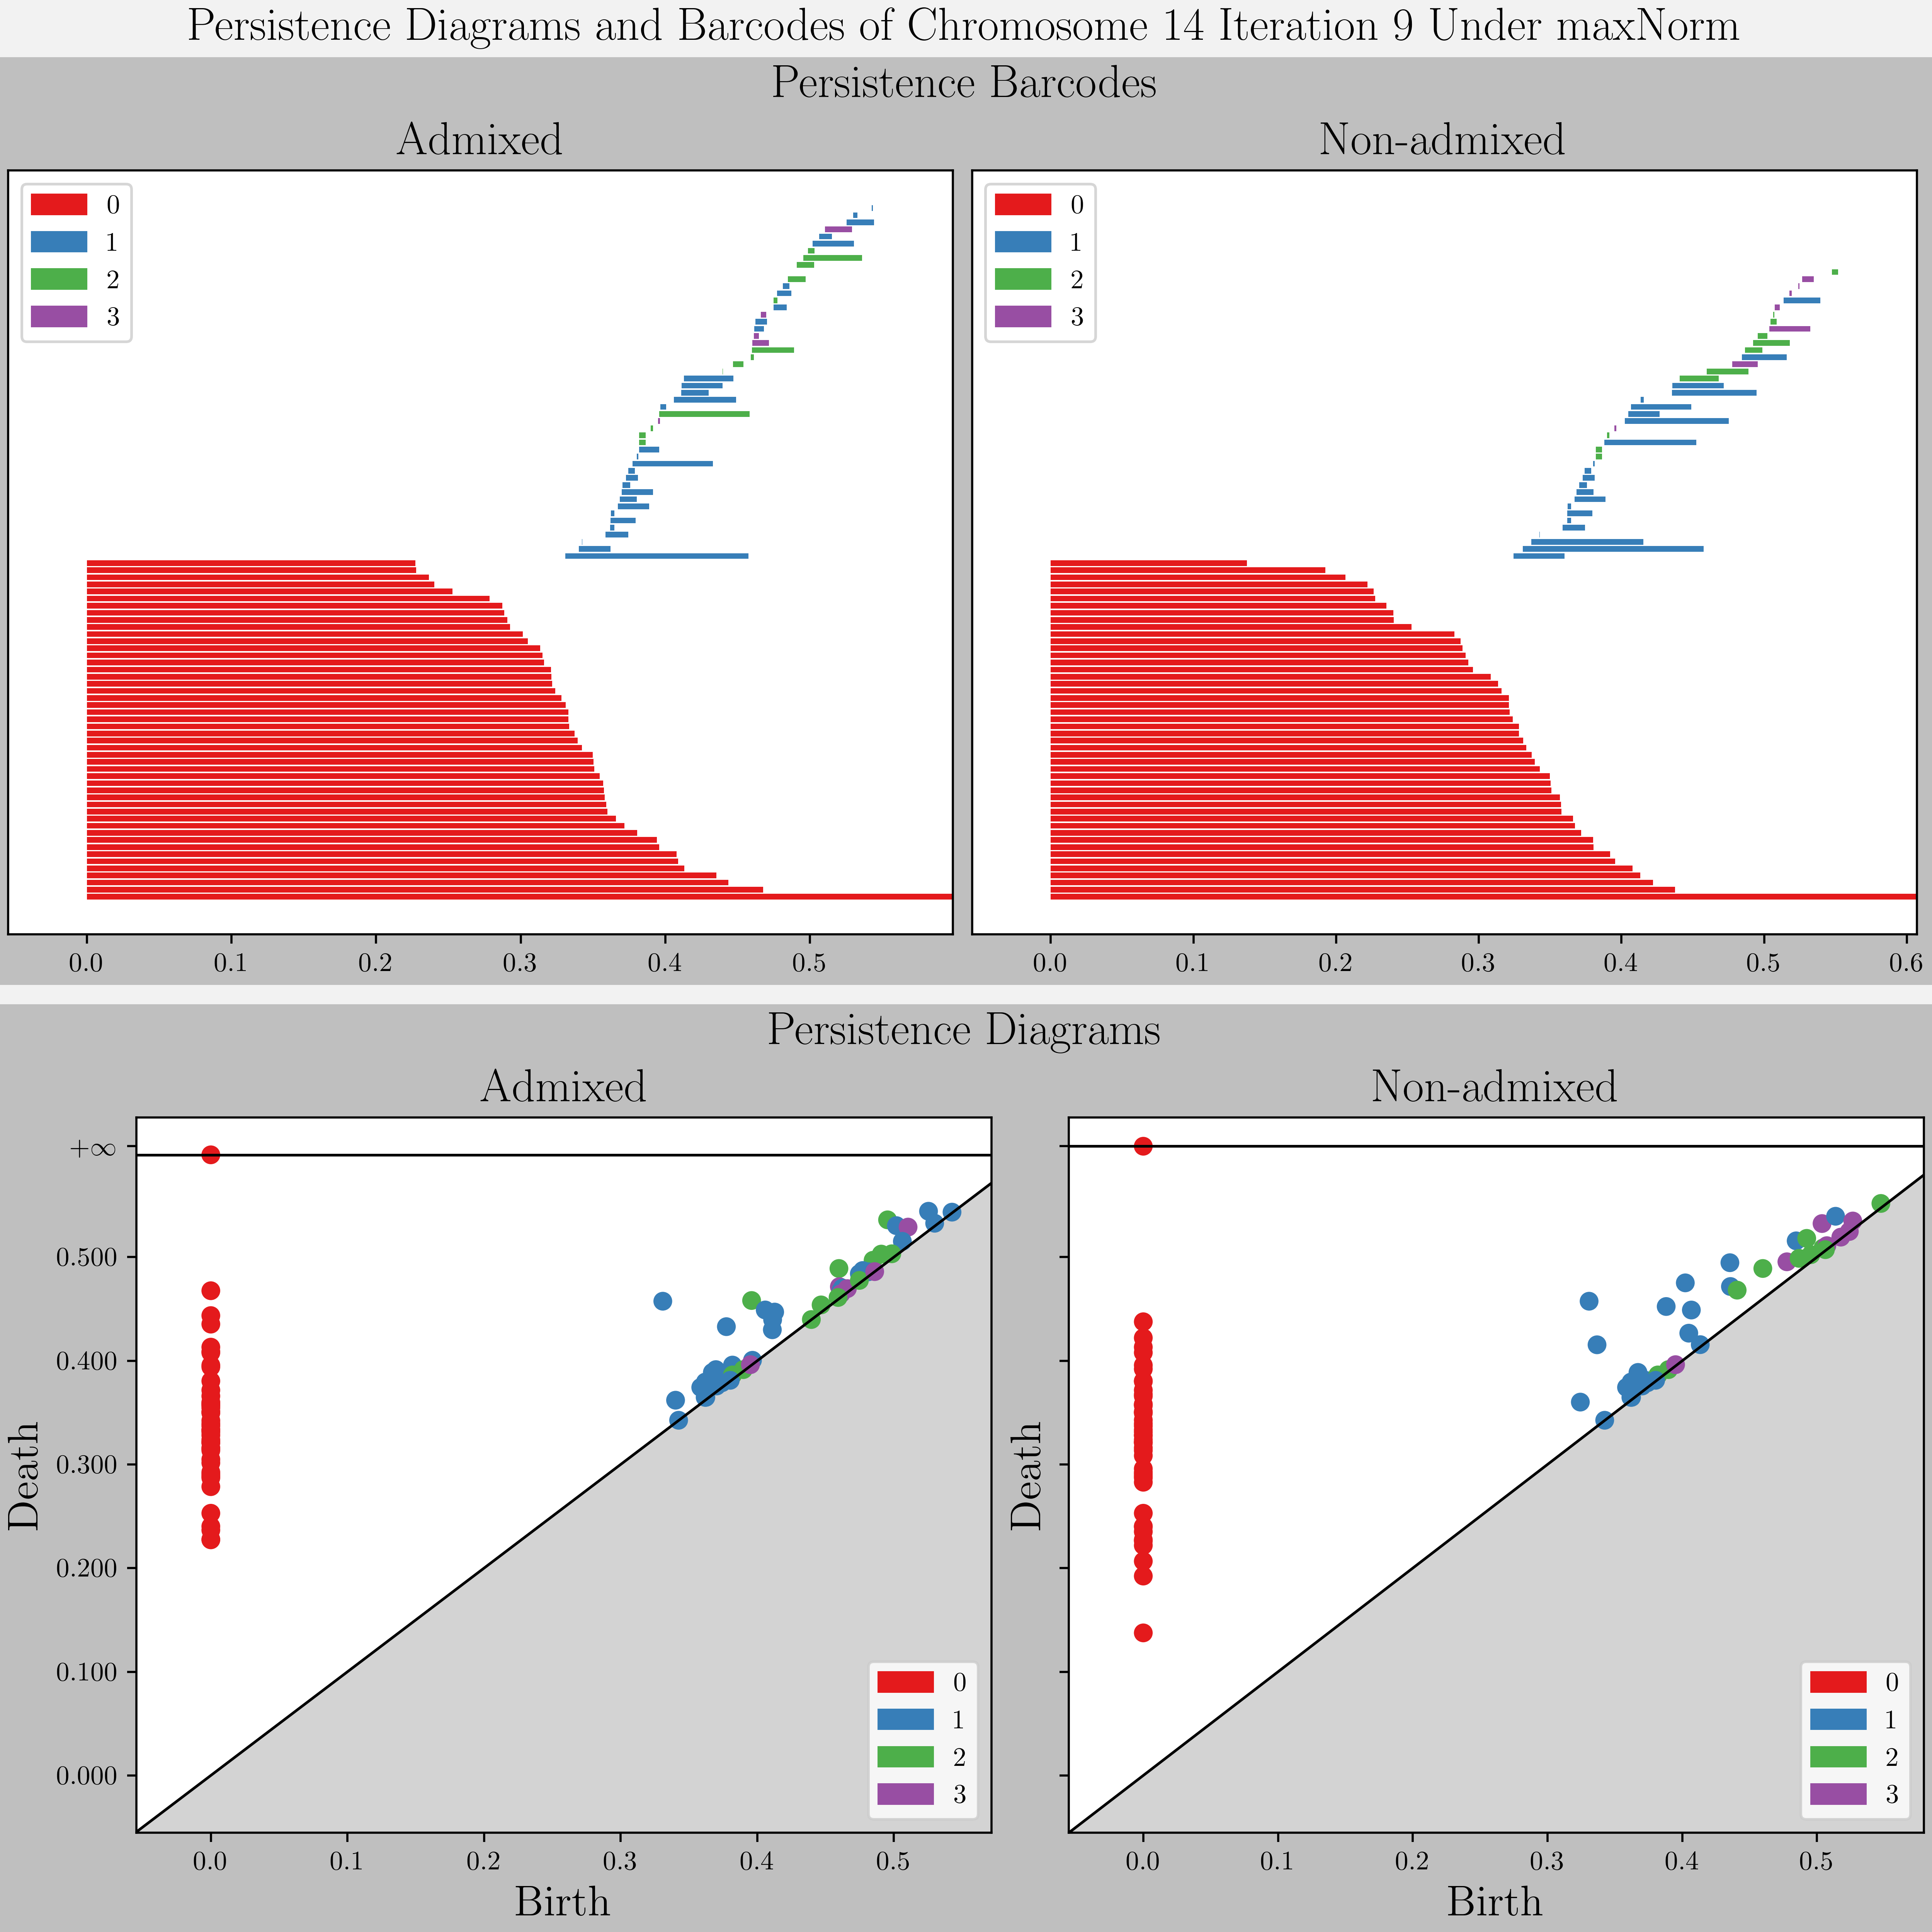 Persistence Diagrams and Barcodes of Chromosome 14 Iteration 9 Under maxNorm
Persistence Barcodes
Admixed
Non-admixed
0
1
2
3
0
1
2
3
0.0 0.1 0.2 0.3 0.4 0.5
0.0 0.1 0.2 0.3 0.4 0.5 0.6
Persistence Diagrams
Admixed
Non-admixed
+∞
0.500
0.400
0.300
0.200
0.100
0.000
Death
Death
0
1
2
3
0
1
2
3
0.0 0.1 0.2 0.3 0.4 0.5
0.0 0.1 0.2 0.3 0.4 0.5
Birth
Birth